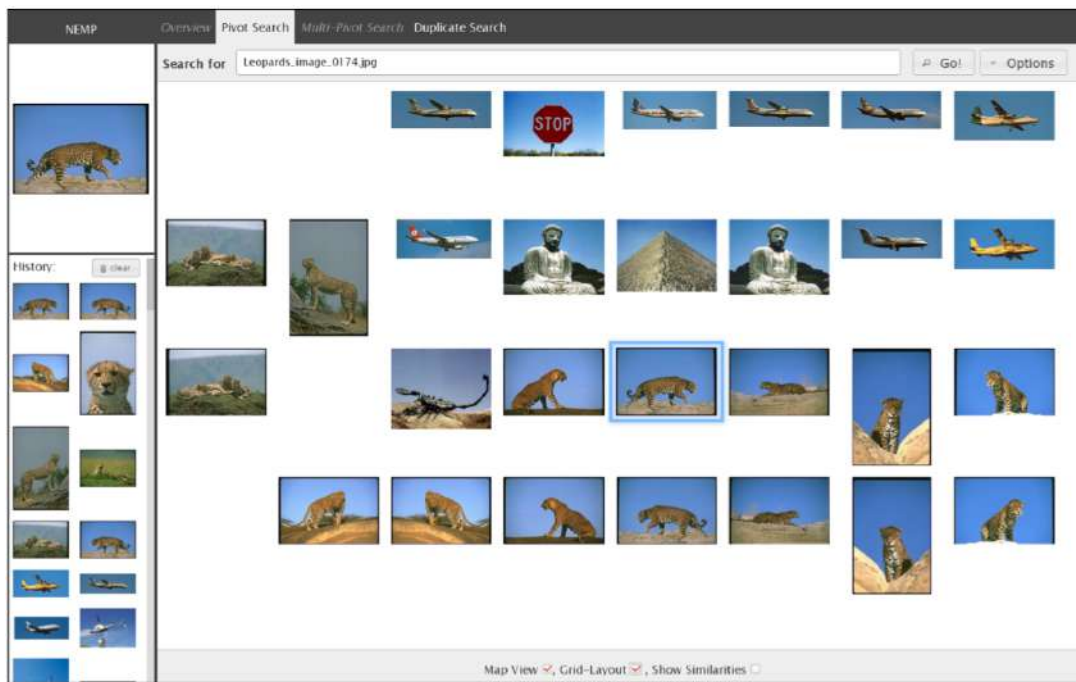 NEMP Overview Pivot Search Multi-Pivot Search Duplicate Search
Search for Leopards_image_0174.jpg Go! Options
STOP
History: clear
Map View , Grid-Layout , Show Similarities